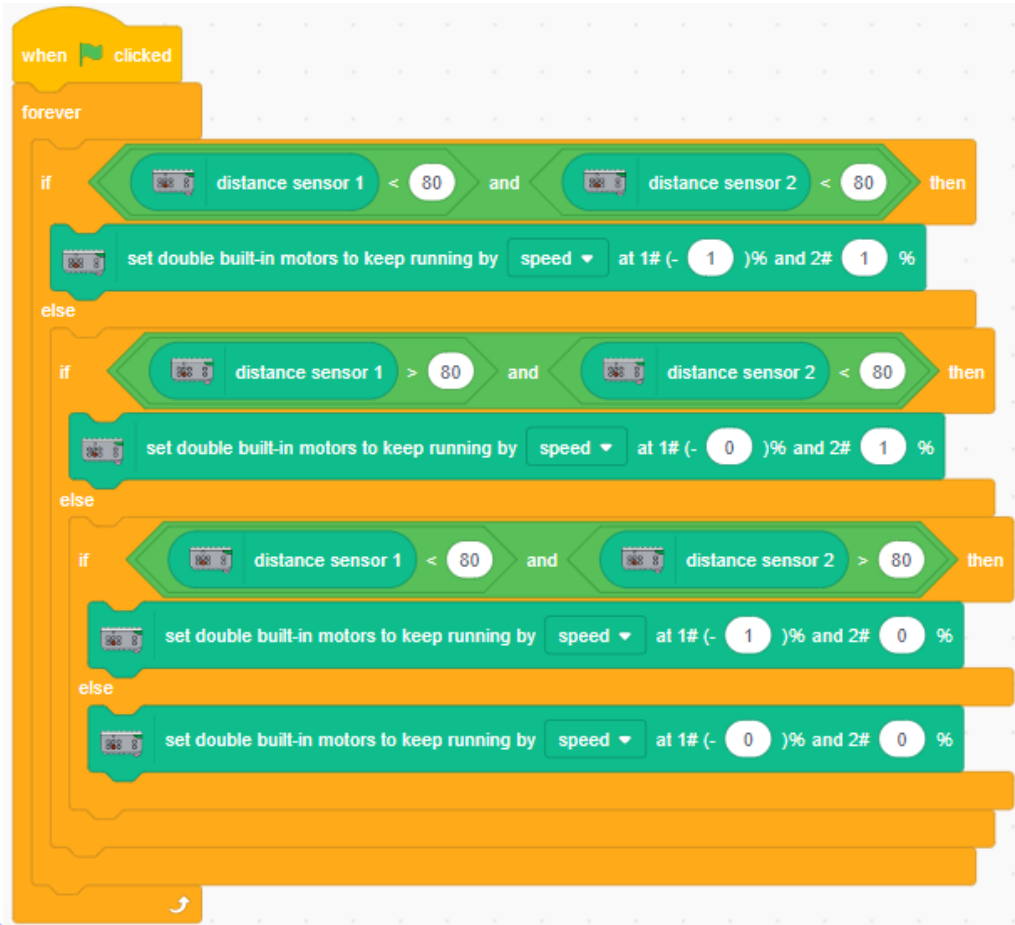 when clicked
forever
if distance sensor 1 < 80 and distance sensor 2 < 80 then
set double built-in motors to keep running by speed at 1# (- 1 )% and 2# 1 %
else
if distance sensor 1 > 80 and distance sensor 2 < 80 then
set double built-in motors to keep running by speed at 1# (- 0 )% and 2# 1 %
else
if distance sensor 1 < 80 and distance sensor 2 > 80 then
set double built-in motors to keep running by speed at 1# (- 1 )% and 2# 0 %
else
set double built-in motors to keep running by speed at 1# (- 0 )% and 2# 0 %